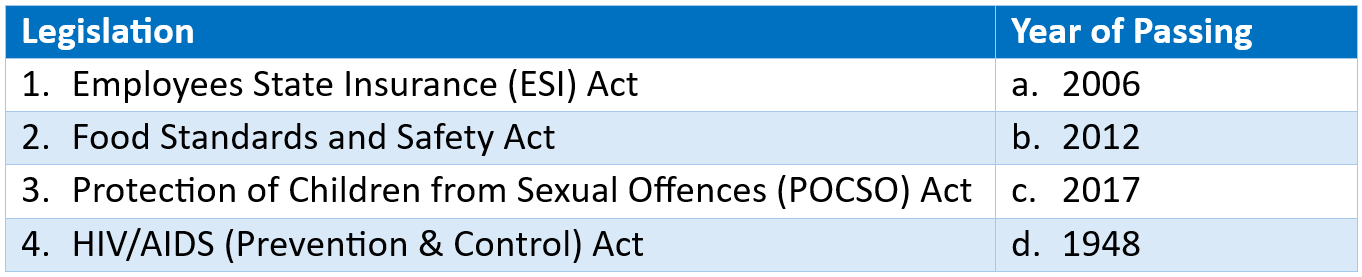 Legislation Year of Passing
1. Employees State Insurance (ESI) Act a. 2006
2. Food Standards and Safety Act b. 2012
3. Protection of Children from Sexual Offences (POCSO) Act c. 2017
4. HIV/AIDS (Prevention & Control) Act d. 1948